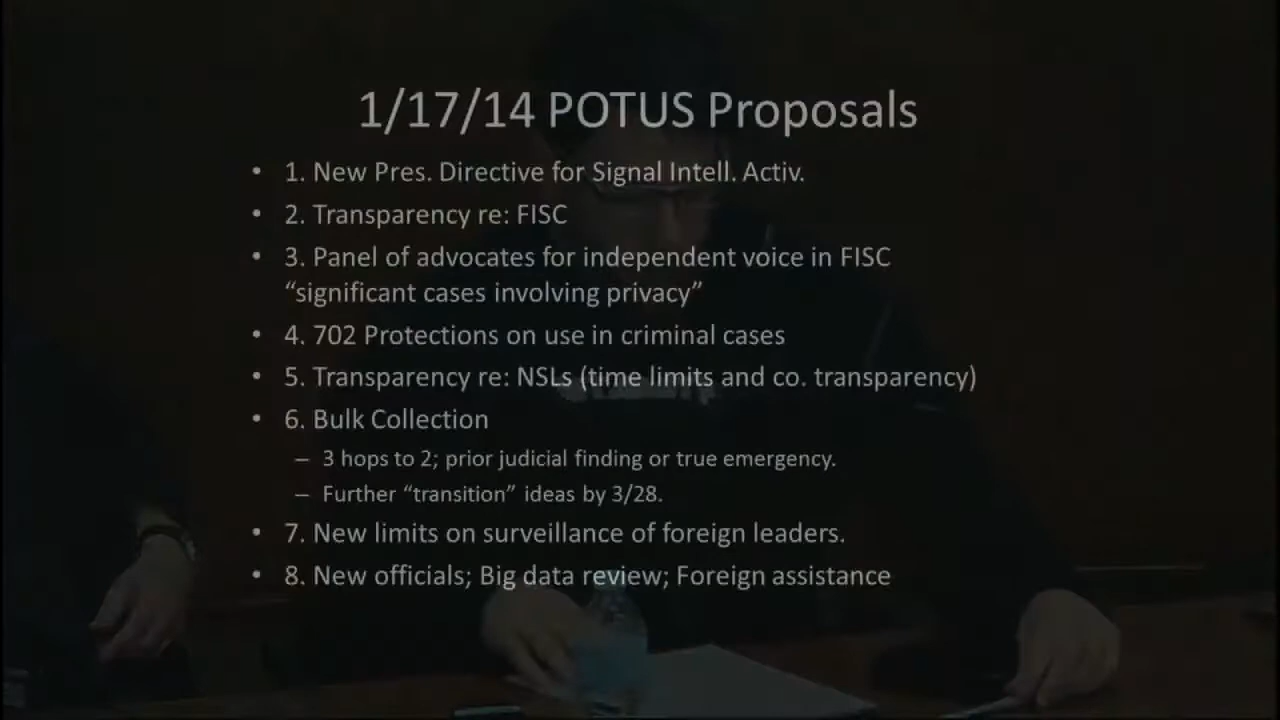 1/17/14 POTUS Proposals
• 1. New Pres. Directive for Signal Intell. Activ.
• 2. Transparency re: FISC
• 3. Panel of advocates for independent voice in FISC
“significant cases involving privacy”
• 4. 702 Protections on use in criminal cases
• 5. Transparency re: NSLs (time limits and co. transparency)
• 6. Bulk Collection
– 3 hops to 2; prior judicial finding or true emergency.
– Further “transition” ideas by 3/28.
• 7. New limits on surveillance of foreign leaders.
• 8. New officials; Big data review; Foreign assistance